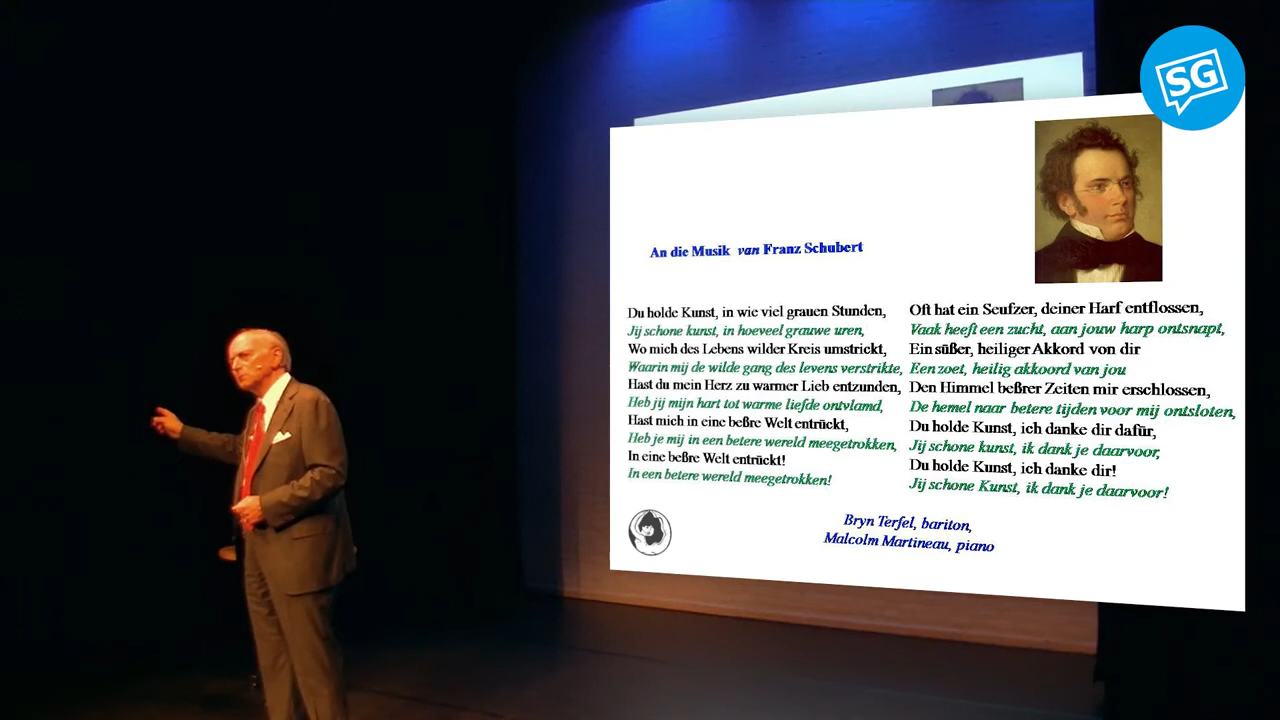 SG
An die Musik van Franz Schubert
Du holde Kunst, in wie viel grauen Stunden,
Jij schone kunst, in hoeveel grauwe uren,
Wo mich des Lebens wilder Kreis umstrickt,
Waarin mij de wilde gang des levens verstrikte,
Hast du mein Herz zu warmer Lieb entzunden,
Heb jij mijn hart tot warme liefde ontvlamd,
Hast mich in eine beßre Welt entrückt,
Heb je mij in een betere wereld meegetrokken,
In eine beßre Welt entrückt!
In een betere wereld meegetrokken!
Oft hat ein Seufzer, deiner Harf entflossen,
Vaak heeft een zucht, aan jouw harp ontsnapt,
Ein süßer, heiliger Akkord von dir
Een zoet, heilig akkoord van jou
Den Himmel beßrer Zeiten mir erschlossen,
De hemel naar betere tijden voor mij ontsloten,
Du holde Kunst, ich danke dir dafür,
Jij schone kunst, ik dank je daarvoor,
Du holde Kunst, ich danke dir!
Jij schone Kunst, ik dank je daarvoor!
Bryn Terfel, bariton,
Malcolm Martineau, piano